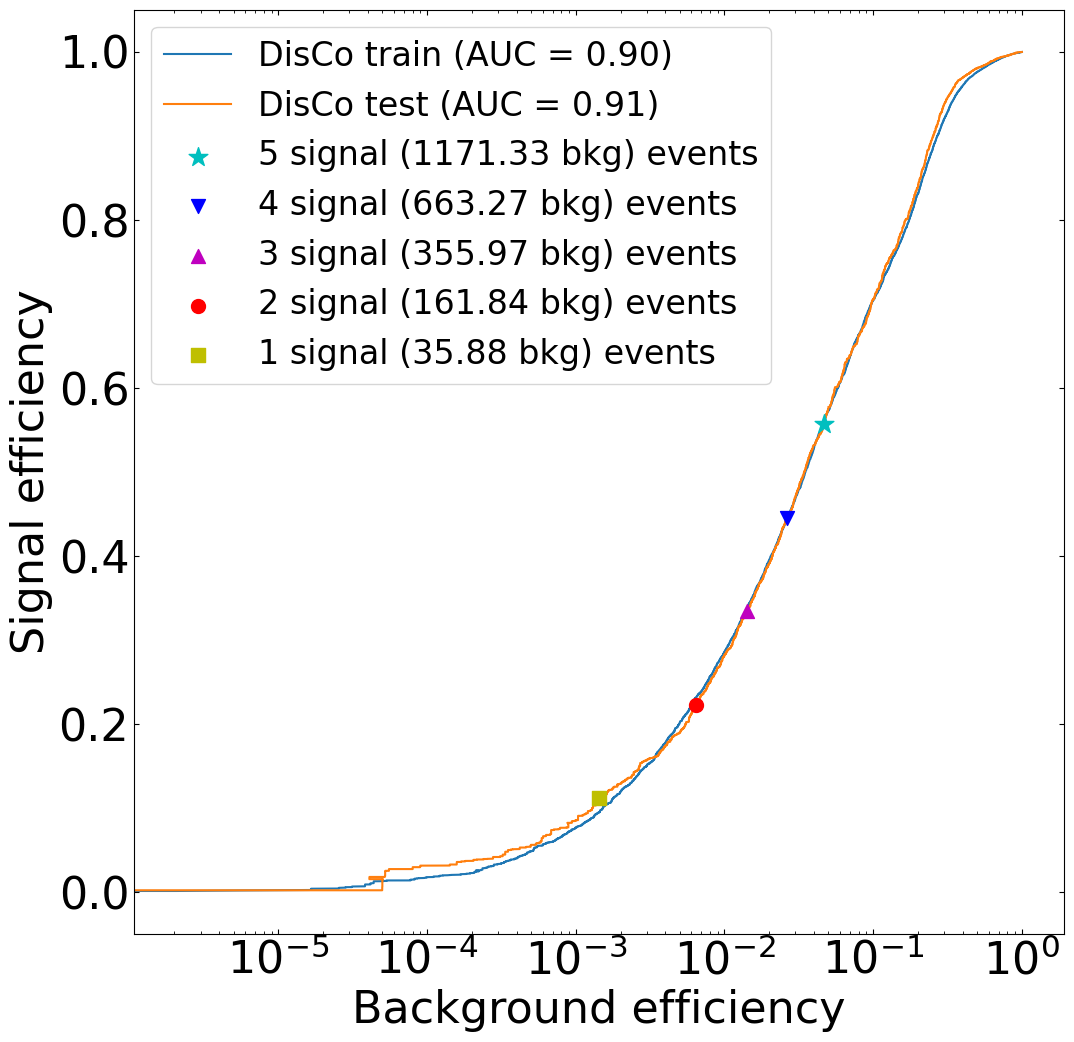 DisCo train (AUC = 0.90)
DisCo test (AUC = 0.91)
5 signal (1171.33 bkg) events
4 signal (663.27 bkg) events
3 signal (355.97 bkg) events
2 signal (161.84 bkg) events
1 signal (35.88 bkg) events
1.0
0.8
0.6
0.4
0.2
0.0
Signal efficiency
10⁻⁵ 10⁻⁴ 10⁻³ 10⁻² 10⁻¹ 10⁰
Background efficiency